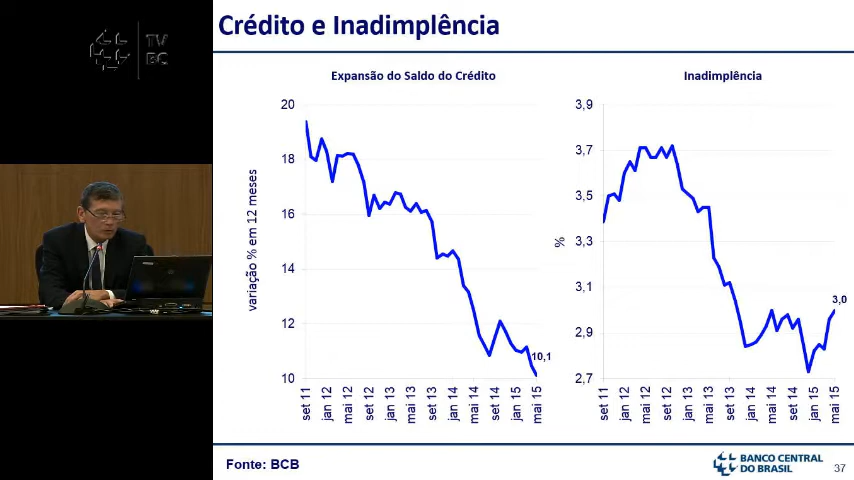 TV
BC
Crédito e Inadimplência
Expansão do Saldo do Crédito
variação % em 12 meses
20
18
16
14
12
10
10,1
set 11
jan 12
mai 12
set 12
jan 13
mai 13
set 13
jan 14
mai 14
set 14
jan 15
mai 15
Inadimplência
%
3,9
3,7
3,5
3,3
3,1
2,9
2,7
3,0
set 11
jan 12
mai 12
set 12
jan 13
mai 13
set 13
jan 14
mai 14
set 14
jan 15
mai 15
Fonte: BCB
BANCO CENTRAL
DO BRASIL
37